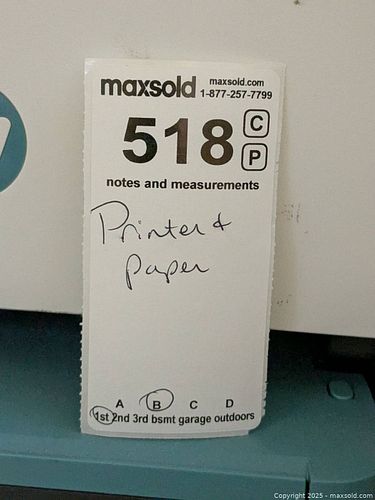 maxsold maxsold.com
1-877-257-7799
518 C
P
notes and measurements
Printer &
paper
A B C D
1st 2nd 3rd bsmt garage outdoors
Copyright 2025 - maxsold.com